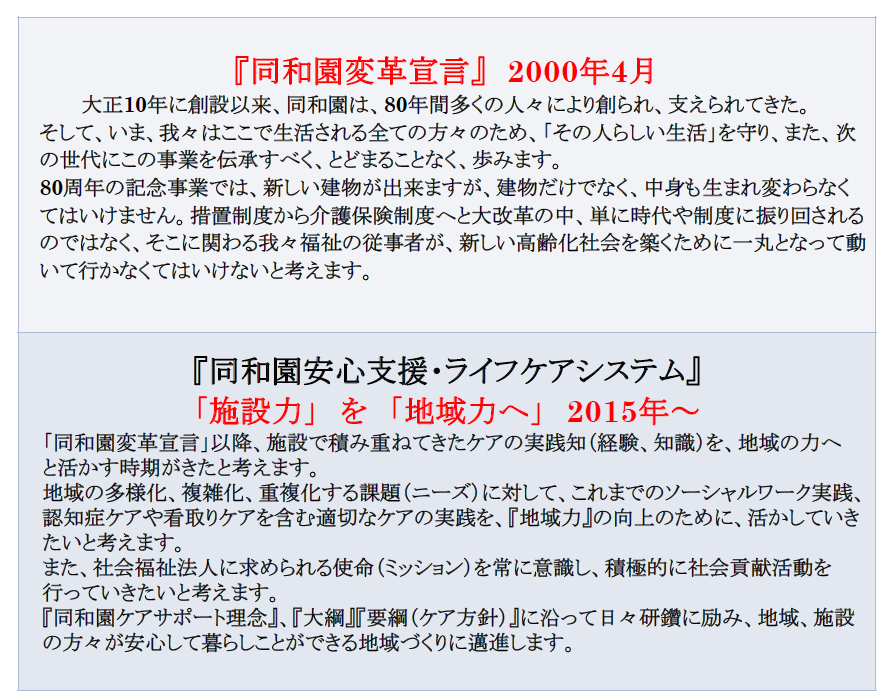 『同和園変革宣言』 2000年4月
大正10年に創設以来、同和園は、80年間多くの人々により創られ、支えられてきた。
そして、いま、我々はここで生活される全ての方々のため、「その人らしい生活」を守り、また、次
の世代にこの事業を伝承すべく、とどまることなく、歩みます。
80周年の記念事業では、新しい建物が出来ますが、建物だけでなく、中身も生まれ変わらなく
てはいけません。措置制度から介護保険制度へと大改革の中、単に時代や制度に振り回される
のではなく、そこに関わる我々福祉の従事者が、新しい高齢化社会を築くために一丸となって動
いて行かなくてはいけないと考えます。
『同和園安心支援・ライフケアシステム』
「施設力」 を 「地域力へ」 2015年～
「同和園変革宣言」以降、施設で積み重ねてきたケアの実践知（経験、知識）を、地域の力へ
と活かす時期がきたと考えます。
地域の多様化、複雑化、重複化する課題（ニーズ）に対して、これまでのソーシャルワーク実践、
認知症ケアや看取りケアを含む適切なケアの実践を、『地域力』の向上のために、活かしていき
たいと考えます。
また、社会福祉法人に求められる使命（ミッション）を常に意識し、積極的に社会貢献活動を
行っていきたいと考えます。
『同和園ケアサポート理念』、『大綱』『要綱（ケア方針）』に沿って日々研鑽に励み、地域、施設
の方々が安心して暮らしことができる地域づくりに邁進します。